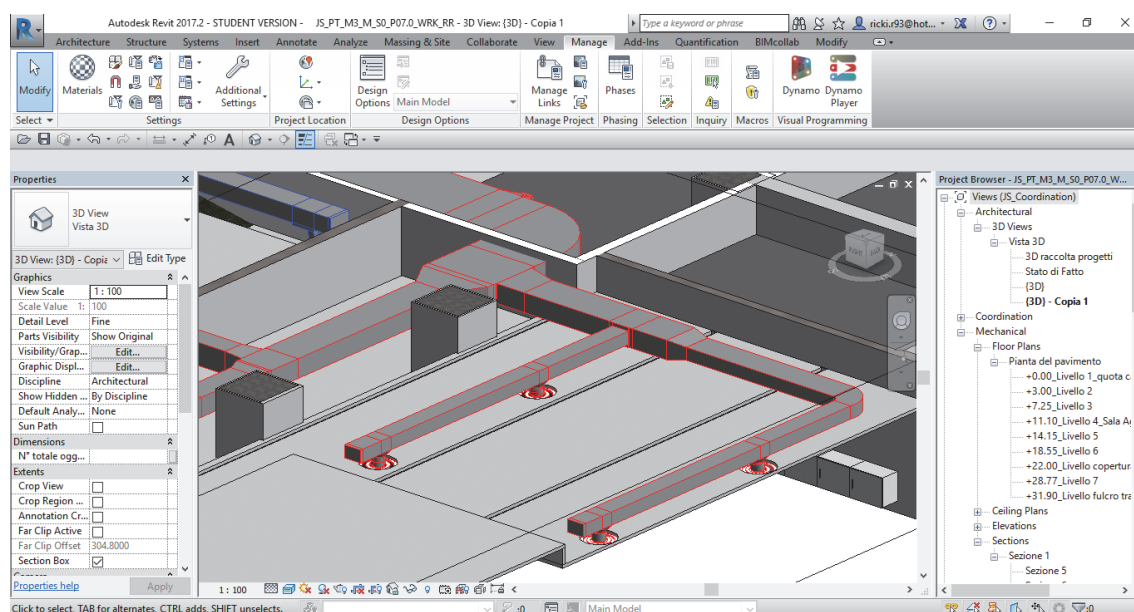 Autodesk Revit 2017.2 - STUDENT VERSION - JS_PT_M3_M_S0_P07.0_WRK_RR - 3D View: {3D} - Copia 1
Type a keyword or phrase
ricki.r93@hot...
Architecture Structure Systems Insert Annotate Analyze Massing & Site Collaborate View Manage Add-Ins Quantification BIMcollab Modify
Modify
Materials
Additional
Settings
Design
Options
Main Model
Manage
Links
Phases
Dynamo Dynamo
Player
Select
Settings
Project Location
Design Options
Manage Project
Phasing
Selection
Inquiry
Macros
Visual Programming
Properties
3D View
Vista 3D
3D View: {3D} - Copia
Edit Type
Graphics
View Scale 1 : 100
Scale Value 1: 100
Detail Level Fine
Parts Visibility Show Original
Visibility/Grap... Edit...
Graphic Displ... Edit...
Discipline Architectural
Show Hidden ... By Discipline
Default Analy... None
Sun Path
Dimensions
N° totale ogg...
Extents
Crop View
Crop Region ...
Annotation Cr...
Far Clip Active
Far Clip Offset 304.8000
Section Box
Properties help
Apply
1 : 100
Click to select, TAB for alternates, CTRL adds, SHIFT unselects.
:0
Main Model
:0
Project Browser - JS_PT_M3_M_S0_P07.0_W...
Views (JS_Coordination)
Architectural
3D Views
Vista 3D
3D raccolta progetti
Stato di Fatto
{3D}
{3D} - Copia 1
Coordination
Mechanical
Floor Plans
Pianta del pavimento
+0.00_Livello 1_quota
+3.00_Livello 2
+7.25_Livello 3
+11.10_Livello 4_Sala
+14.15_Livello 5
+18.55_Livello 6
+22.00_Livello copertur
+28.77_Livello 7
+31.90_Livello fulcro tra
Ceiling Plans
Elevations
Sections
Sezione 1
Sezione 5